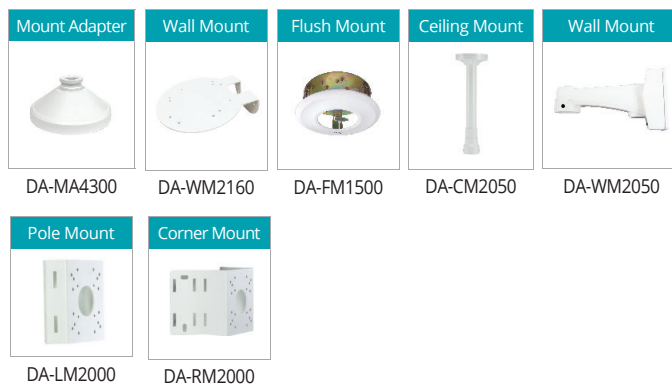 Mount Adapter
Wall Mount
Flush Mount
Ceiling Mount
Wall Mount
DA-MA4300
DA-WM2160
DA-FM1500
DA-CM2050
DA-WM2050
Pole Mount
Corner Mount
DA-LM2000
DA-RM2000